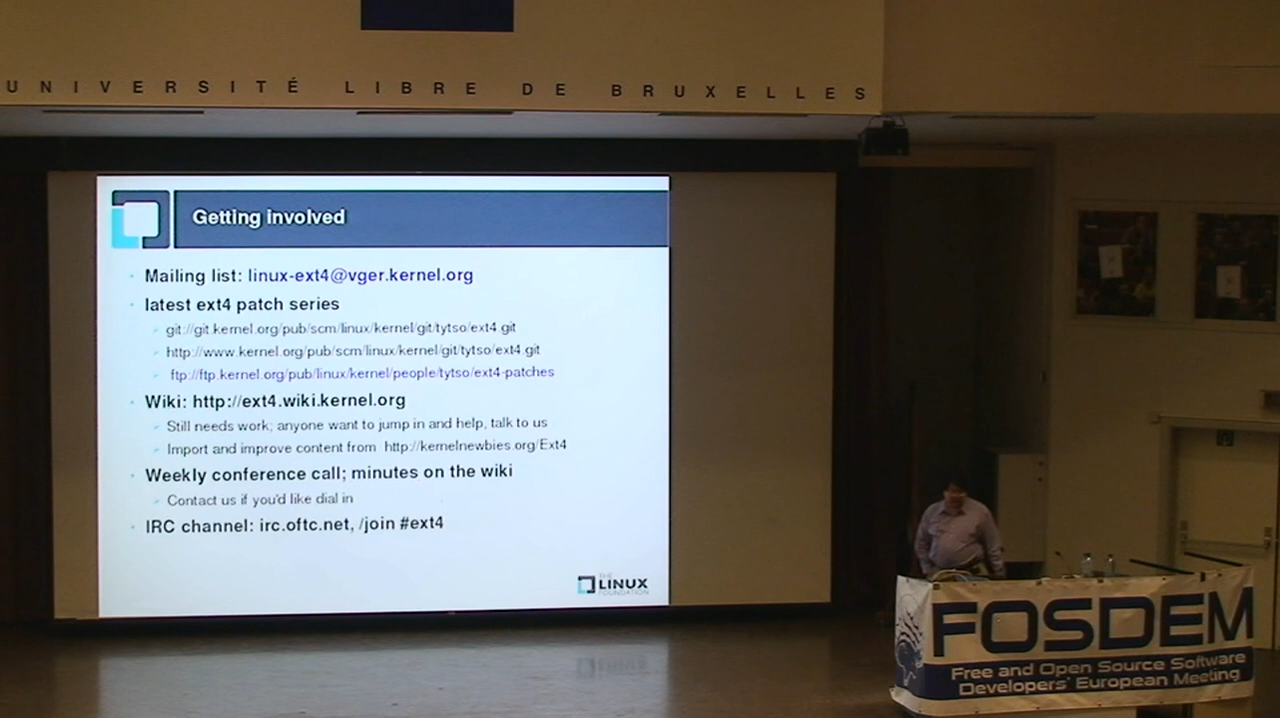 UNIVERSITÉ LIBRE DE BRUXELLES
Getting involved
Mailing list: linux-ext4@vger.kernel.org
latest ext4 patch series
git://git.kernel.org/pub/scm/linux/kernel/git/tytso/ext4.git
http://www.kernel.org/pub/scm/linux/kernel/git/tytso/ext4.git
ftp://ftp.kernel.org/pub/linux/kernel/people/tytso/ext4-patches
Wiki: http://ext4.wiki.kernel.org
Still needs work; anyone want to jump in and help, talk to us
Import and improve content from http://kernelnewbies.org/Ext4
Weekly conference call; minutes on the wiki
Contact us if you'd like dial in
IRC channel: irc.oftc.net, /join #ext4
THE
LINUX
FOUNDATION
FOSDEM
Free and Open Source Software
Developers' European Meeting